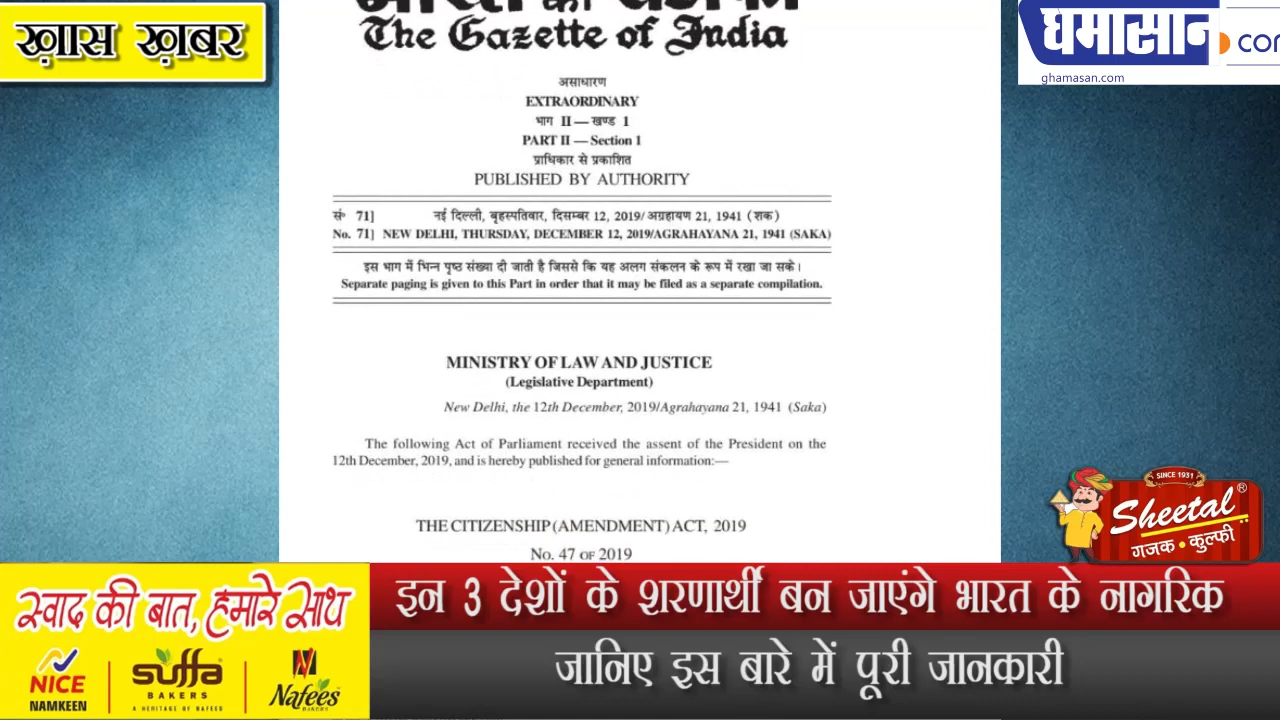 ख़ास ख़बर
The Gazette of India
घमासान
.com
ghamasan.com
असाधारण
EXTRAORDINARY
भाग II — खण्ड 1
PART II — Section 1
प्राधिकार से प्रकाशित
PUBLISHED BY AUTHORITY
सं॰ 71] नई दिल्ली, बृहस्पतिवार, दिसम्बर 12, 2019/ अग्रहायण 21, 1941 (शक)
No. 71] NEW DELHI, THURSDAY, DECEMBER 12, 2019/AGRAHAYANA 21, 1941 (SAKA)
इस भाग में भिन्न पृष्ठ संख्या दी जाती है जिससे कि यह अलग संकलन के रूप में रखा जा सके।
Separate paging is given to this Part in order that it may be filed as a separate compilation.
MINISTRY OF LAW AND JUSTICE
(Legislative Department)
New Delhi, the 12th December, 2019/Agrahayana 21, 1941 (Saka)
The following Act of Parliament received the assent of the President on the
12th December, 2019, and is hereby published for general information:—
THE CITIZENSHIP (AMENDMENT) ACT, 2019
No. 47 OF 2019
SINCE 1931
Sheetal®
गजक • कुल्फी
स्वाद की बात, हमारे साथ
NICE
NAMKEEN
Suffa
BAKERS
A HERITAGE OF NAFEES
Nafees
BAKERS
इन 3 देशों के शरणार्थी बन जाएंगे भारत के नागरिक
जानिए इस बारे में पूरी जानकारी